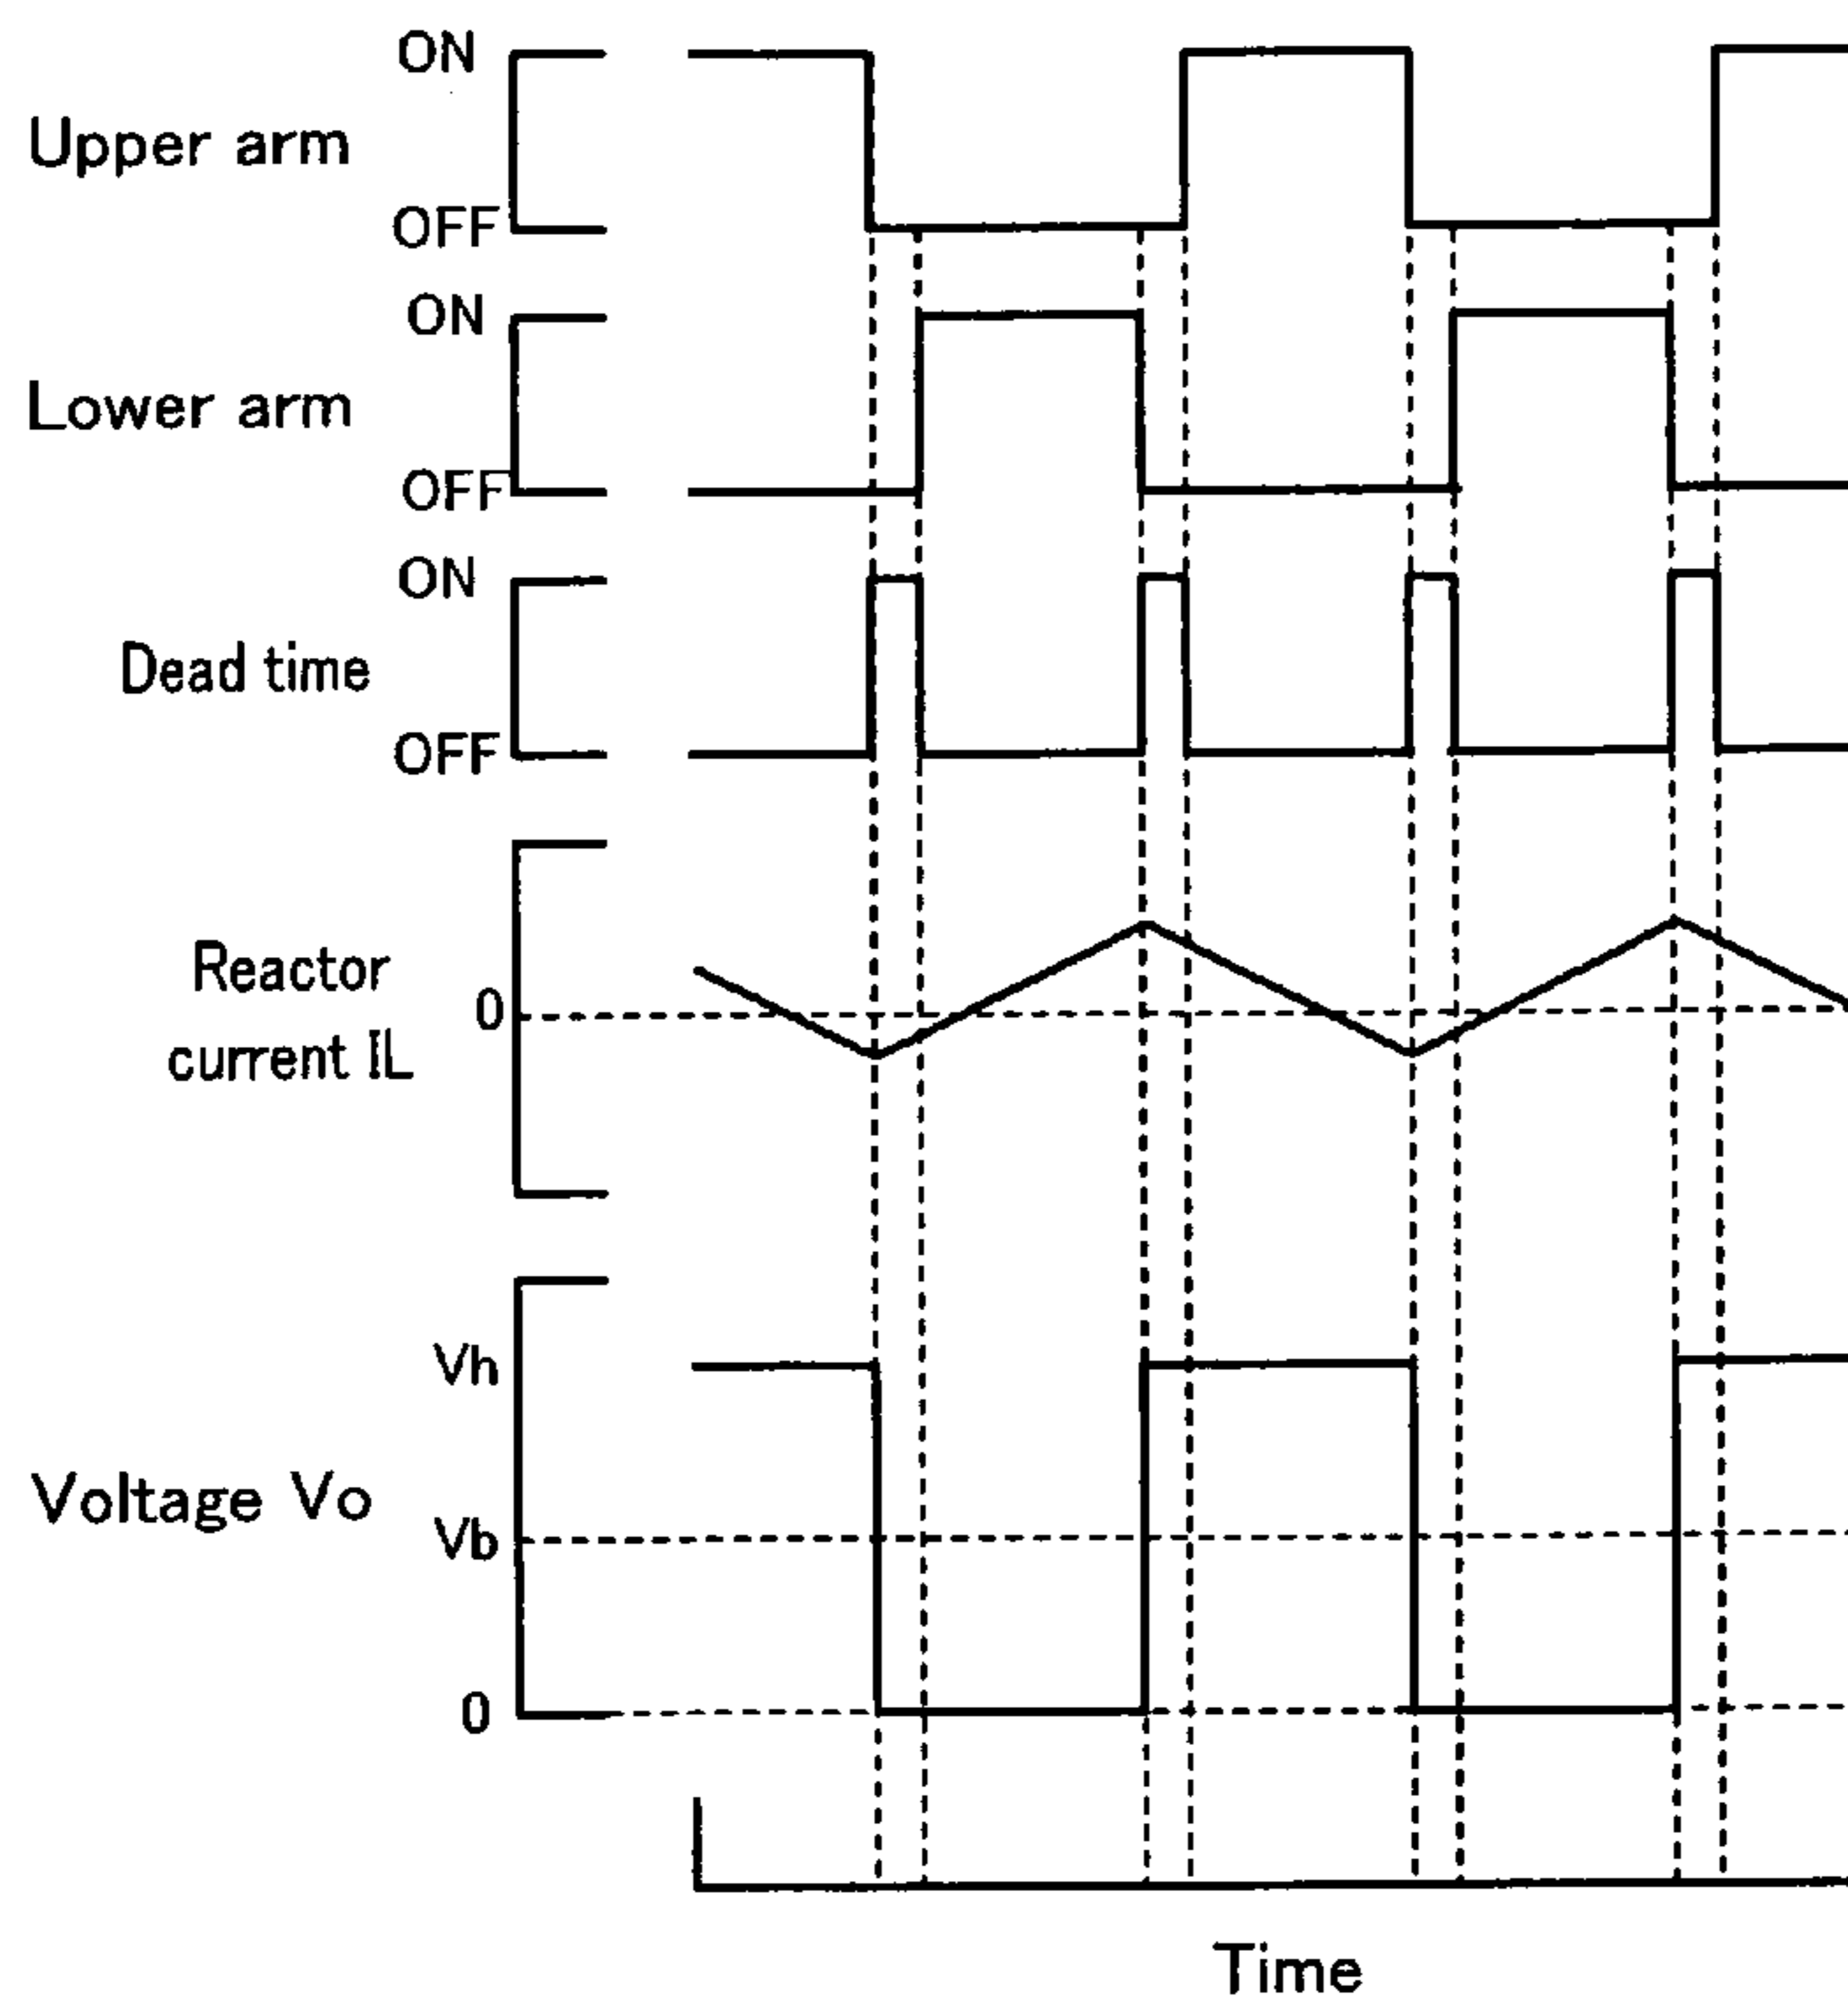 ON
Upper arm
OFF
ON
Lower arm
OFF
ON
Dead time
OFF
Reactor
0
current IL
Vh
Voltage Vo
Vb
0
Time